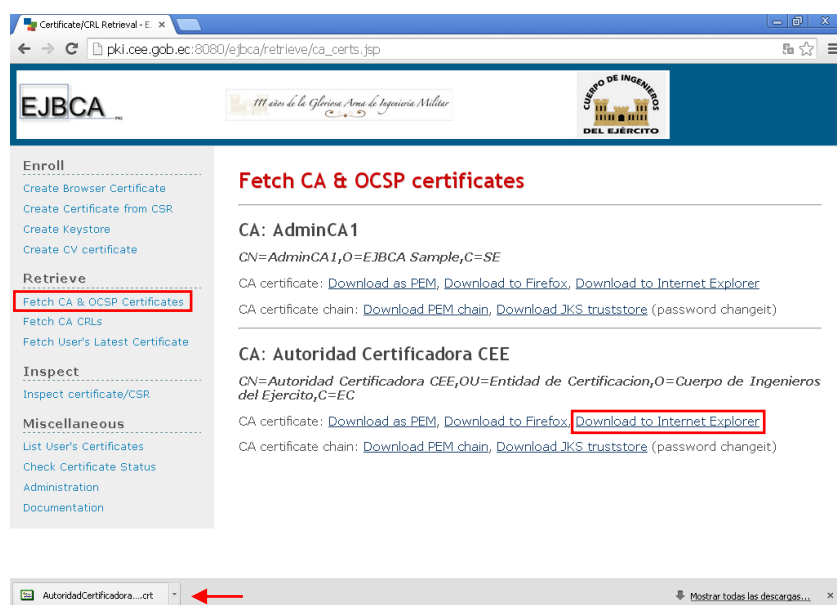 Certificate/CRL Retrieval - E.
pki.cee.gob.ec:8080/ejbca/retrieve/ca_certs.jsp
EJBCA PKI
111 años de la Gloriosa Arma de Ingeniería Militar
CUERPO DE INGENIEROS
DEL EJÉRCITO
Enroll
Create Browser Certificate
Create Certificate from CSR
Create Keystore
Create CV certificate
Retrieve
Fetch CA & OCSP Certificates
Fetch CA CRLs
Fetch User's Latest Certificate
Inspect
Inspect certificate/CSR
Miscellaneous
List User's Certificates
Check Certificate Status
Administration
Documentation
Fetch CA & OCSP certificates
CA: AdminCA1
CN=AdminCA1,O=EJBCA Sample,C=SE
CA certificate: Download as PEM, Download to Firefox, Download to Internet Explorer
CA certificate chain: Download PEM chain, Download JKS truststore (password changeit)
CA: Autoridad Certificadora CEE
CN=Autoridad Certificadora CEE,OU=Entidad de Certificacion,O=Cuerpo de Ingenieros
del Ejercito,C=EC
CA certificate: Download as PEM, Download to Firefox, Download to Internet Explorer
CA certificate chain: Download PEM chain, Download JKS truststore (password changeit)
AutoridadCertificadora....crt
Mostrar todas las descargas...